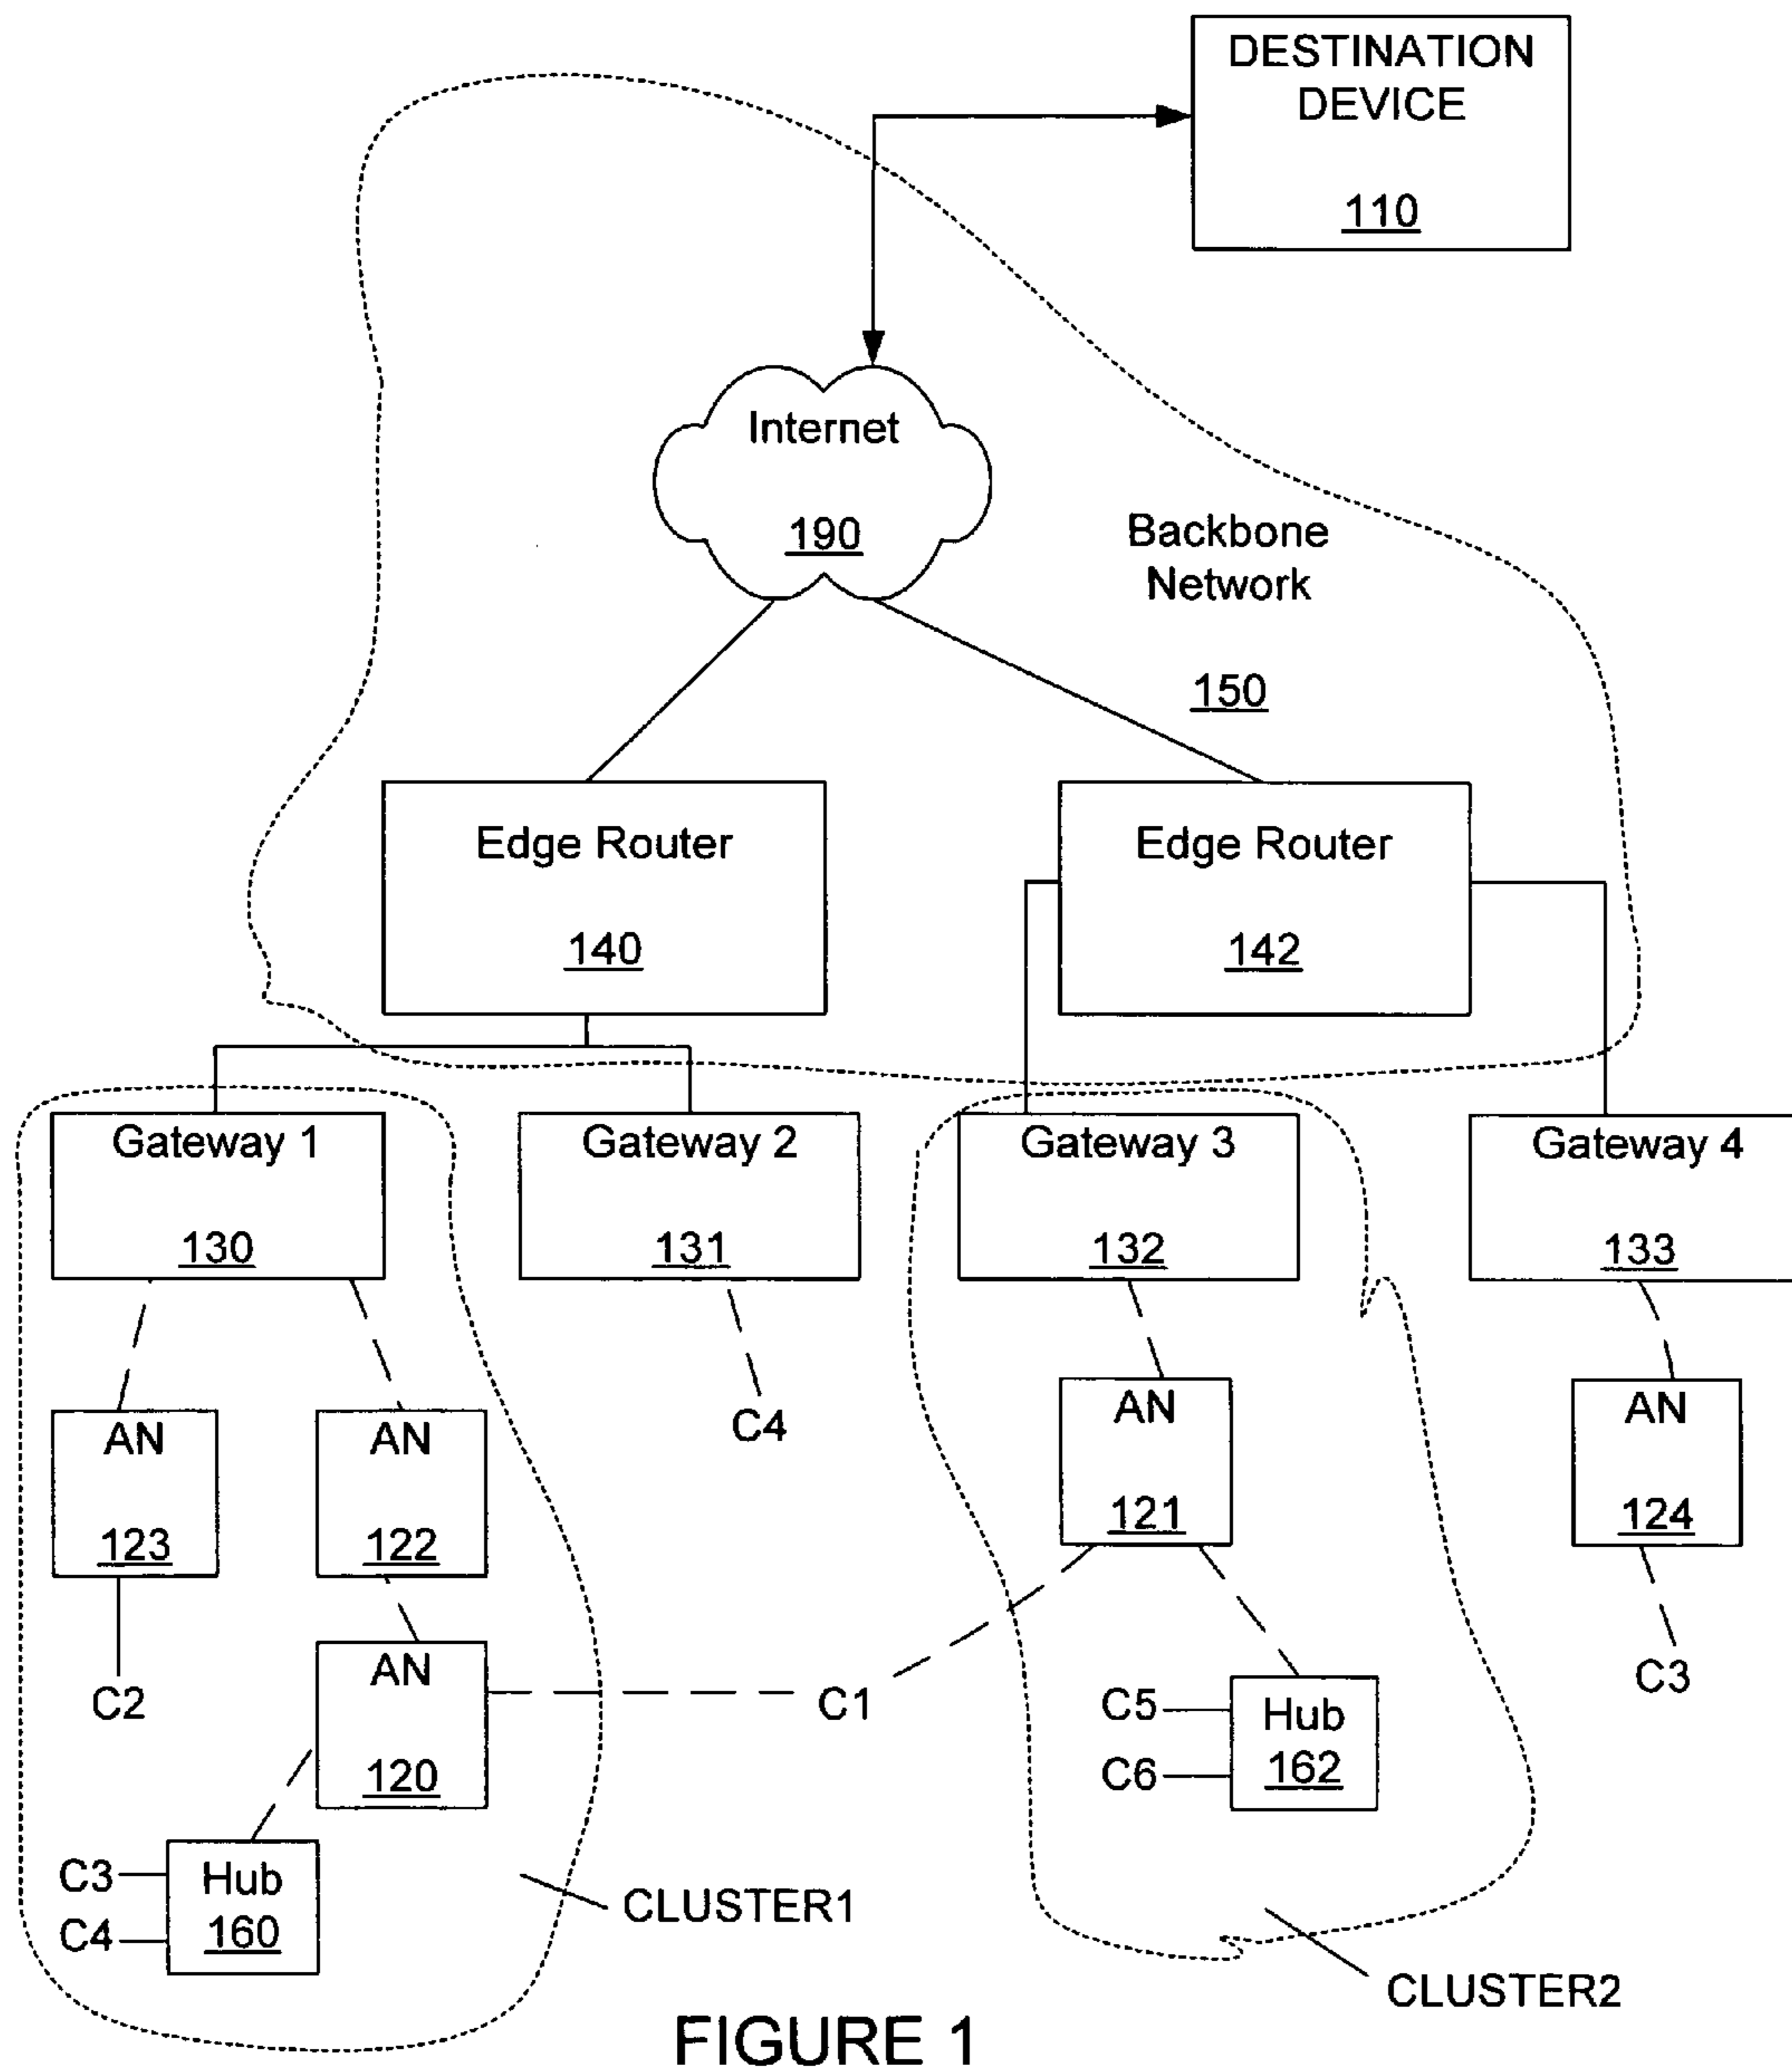 DESTINATION
DEVICE
110
Internet
190
Backbone
Network
150
Edge Router
140
Edge Router
142
Gateway 1
130
Gateway 2
131
Gateway 3
132
Gateway 4
133
AN
123
AN
122
C4
AN
121
AN
124
C2
AN
120
C1
C5
C6
Hub
162
C3
C3
C4
Hub
160
CLUSTER1
CLUSTER2
FIGURE 1